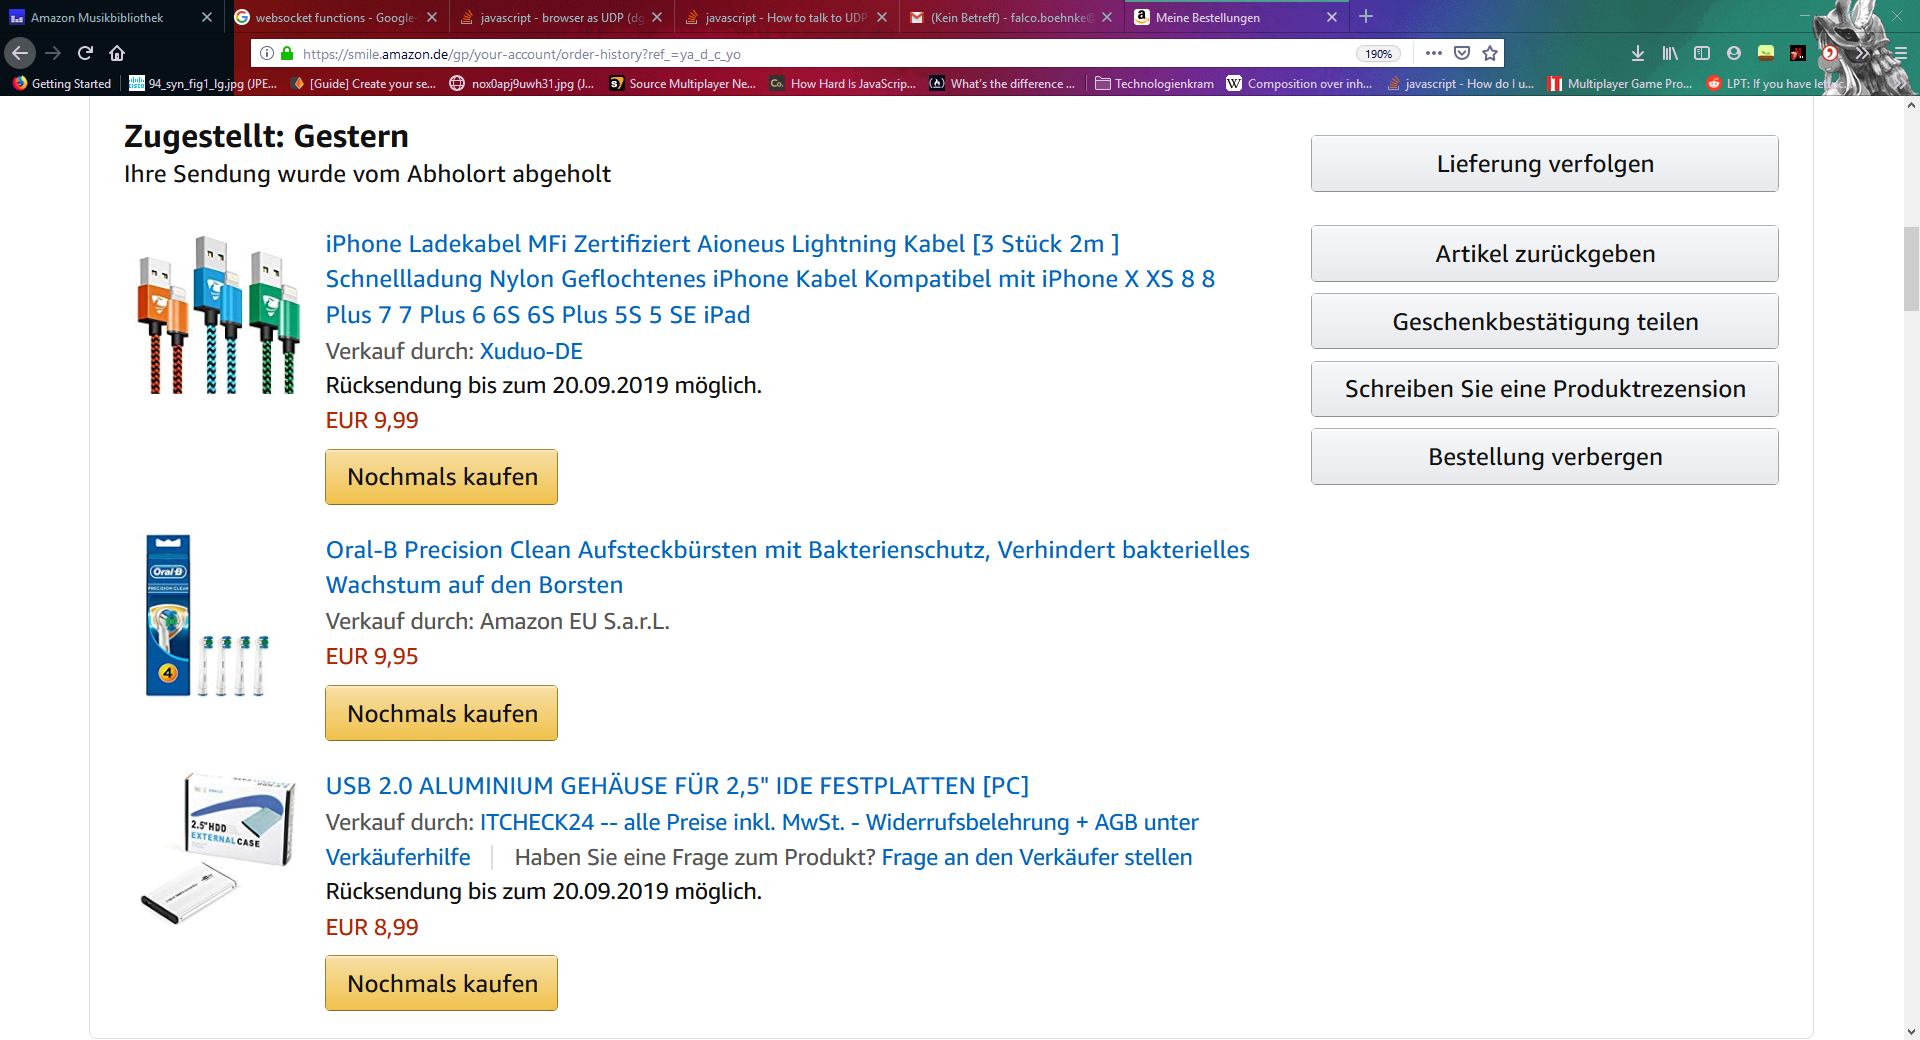 Amazon Musikbibliothek
websocket functions - Google-
javascript - browser as UDP (dg
javascript - How to talk to UDP
(Kein Betreff) - falco.boehnke@
Meine Bestellungen
https://smile.amazon.de/gp/your-account/order-history?ref_=ya_d_c_yo
190%
Getting Started
94_syn_fig1_lg.jpg (JPE...
[Guide] Create your se...
nox0apj9uwh31.jpg (J...
Source Multiplayer Ne...
How Hard Is JavaScrip...
What's the difference ...
Technologienkram
Composition over inh...
javascript - How do I u...
Multiplayer Game Pro...
LPT: If you have
Zugestellt: Gestern
Ihre Sendung wurde vom Abholort abgeholt
Lieferung verfolgen
Artikel zurückgeben
Geschenkbestätigung teilen
Schreiben Sie eine Produktrezension
Bestellung verbergen
iPhone Ladekabel MFi Zertifiziert Aioneus Lightning Kabel [3 Stück 2m ]
Schnellladung Nylon Geflochtenes iPhone Kabel Kompatibel mit iPhone X XS 8 8
Plus 7 7 Plus 6 6S 6S Plus 5S 5 SE iPad
Verkauf durch: Xuduo-DE
Rücksendung bis zum 20.09.2019 möglich.
EUR 9,99
Nochmals kaufen
Oral-B
PRECISION CLEAN
4
Oral-B Precision Clean Aufsteckbürsten mit Bakterienschutz, Verhindert bakterielles
Wachstum auf den Borsten
Verkauf durch: Amazon EU S.a.r.L.
EUR 9,95
Nochmals kaufen
2.5"HDD
EXTERNAL CASE
USB 2.0 ALUMINIUM GEHÄUSE FÜR 2,5" IDE FESTPLATTEN [PC]
Verkauf durch: ITCHECK24 -- alle Preise inkl. MwSt. - Widerrufsbelehrung + AGB unter
Verkäuferhilfe | Haben Sie eine Frage zum Produkt? Frage an den Verkäufer stellen
Rücksendung bis zum 20.09.2019 möglich.
EUR 8,99
Nochmals kaufen